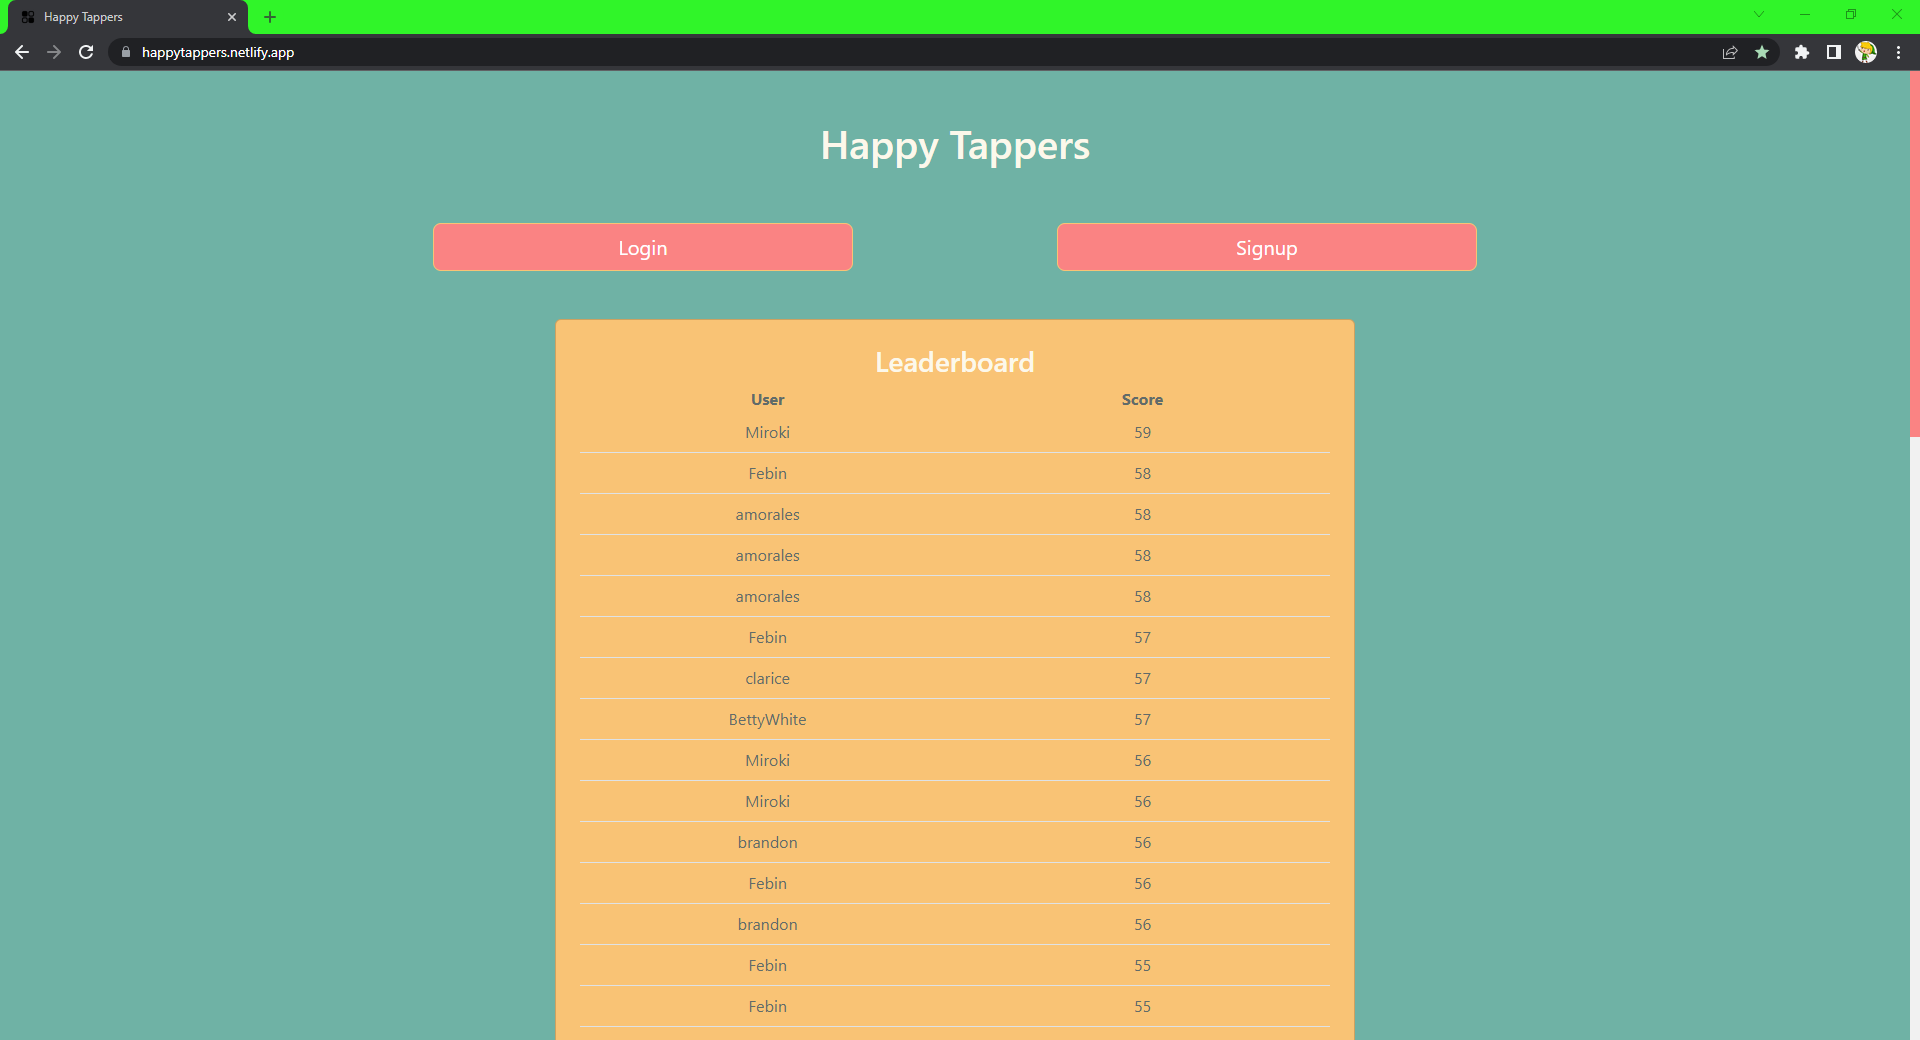 Happy Tappers
happytappers.netlify.app
Happy Tappers
Login Signup
Leaderboard
User Score
Miroki 59
Febin 58
amorales 58
amorales 58
amorales 58
Febin 57
clarice 57
BettyWhite 57
Miroki 56
Miroki 56
brandon 56
Febin 56
brandon 56
Febin 55
Febin 55